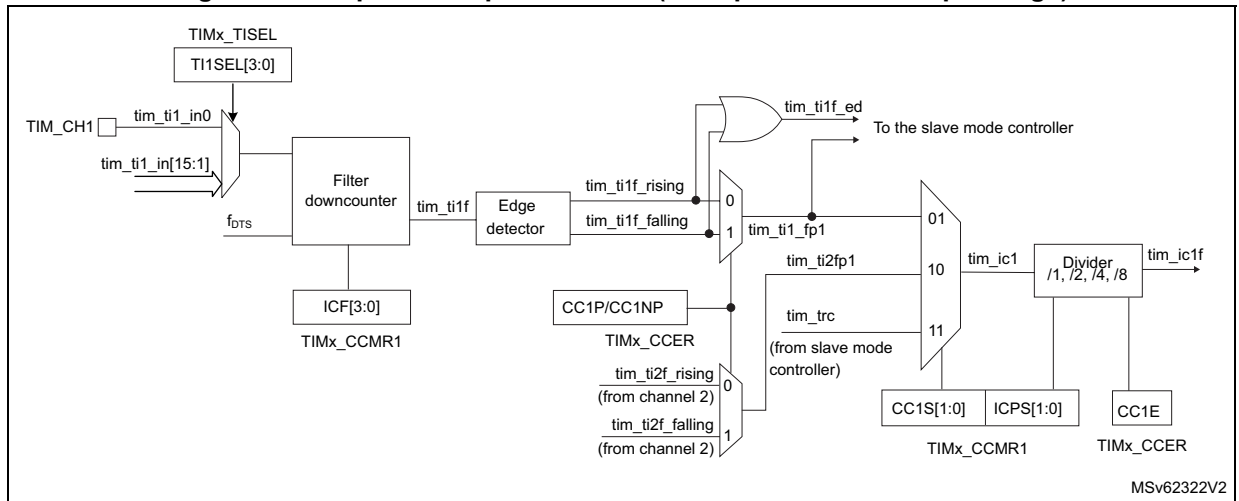 TIMx_TISEL
TI1SEL[3:0]
TIM_CH1
tim_ti1_in0
tim_ti1_in[15:1]
fDTS
Filter
downcounter
ICF[3:0]
TIMx_CCMR1
tim_ti1f
Edge
detector
tim_ti1f_rising
tim_ti1f_falling
tim_ti1f_ed
To the slave mode controller
0
1
tim_ti1_fp1
tim_ti2fp1
CC1P/CC1NP
TIMx_CCER
tim_ti2f_rising
(from channel 2)
tim_ti2f_falling
(from channel 2)
0
1
tim_trc
(from slave mode
controller)
01
10
11
tim_ic1
Divider
/1, /2, /4, /8
tim_ic1f
CC1S[1:0]
ICPS[1:0]
TIMx_CCMR1
CC1E
TIMx_CCER
MSv62322V2